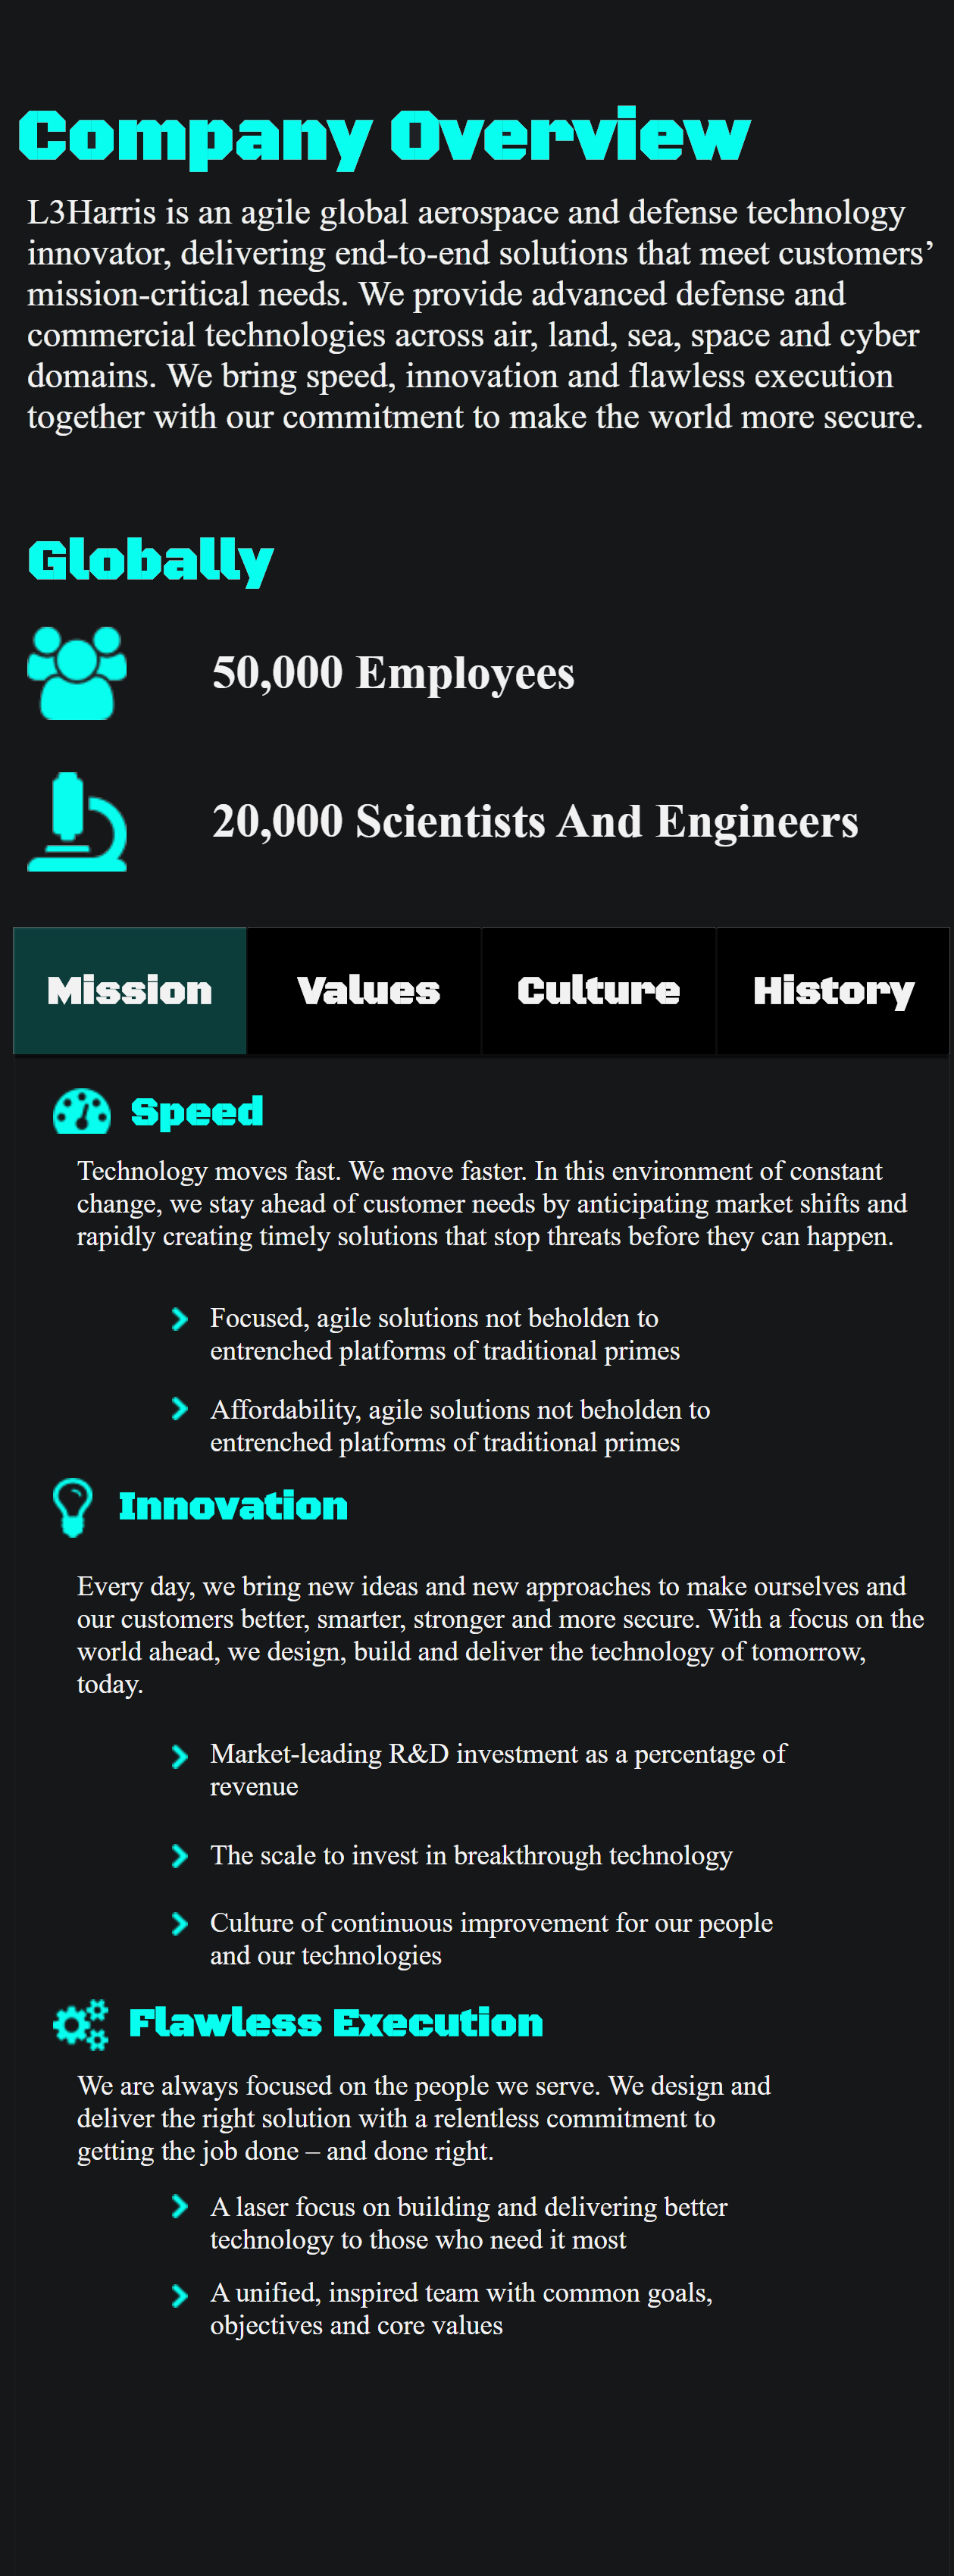 Company Overview
L3Harris is an agile global aerospace and defense technology
innovator, delivering end-to-end solutions that meet customers’
mission-critical needs. We provide advanced defense and
commercial technologies across air, land, sea, space and cyber
domains. We bring speed, innovation and flawless execution
together with our commitment to make the world more secure.
Globally
50,000 Employees
20,000 Scientists And Engineers
Mission Values Culture History
Speed
Technology moves fast. We move faster. In this environment of constant
change, we stay ahead of customer needs by anticipating market shifts and
rapidly creating timely solutions that stop threats before they can happen.
Focused, agile solutions not beholden to
entrenched platforms of traditional primes
Affordability, agile solutions not beholden to
entrenched platforms of traditional primes
Innovation
Every day, we bring new ideas and new approaches to make ourselves and
our customers better, smarter, stronger and more secure. With a focus on the
world ahead, we design, build and deliver the technology of tomorrow,
today.
Market-leading R&D investment as a percentage of
revenue
The scale to invest in breakthrough technology
Culture of continuous improvement for our people
and our technologies
Flawless Execution
We are always focused on the people we serve. We design and
deliver the right solution with a relentless commitment to
getting the job done – and done right.
A laser focus on building and delivering better
technology to those who need it most
A unified, inspired team with common goals,
objectives and core values